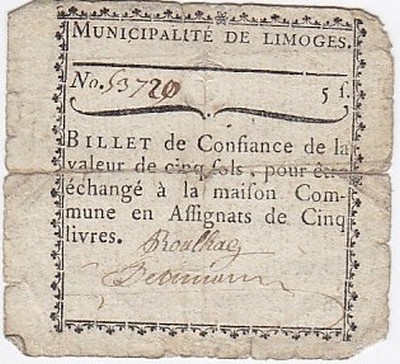 MUNICIPALITÉ DE LIMOGES.
No. 53720 5 ſ.
BILLET de Confiance de la
valeur de cinq ſols, pour être
échangé à la maiſon Com-
mune en Aſſignats de Cinq
livres.